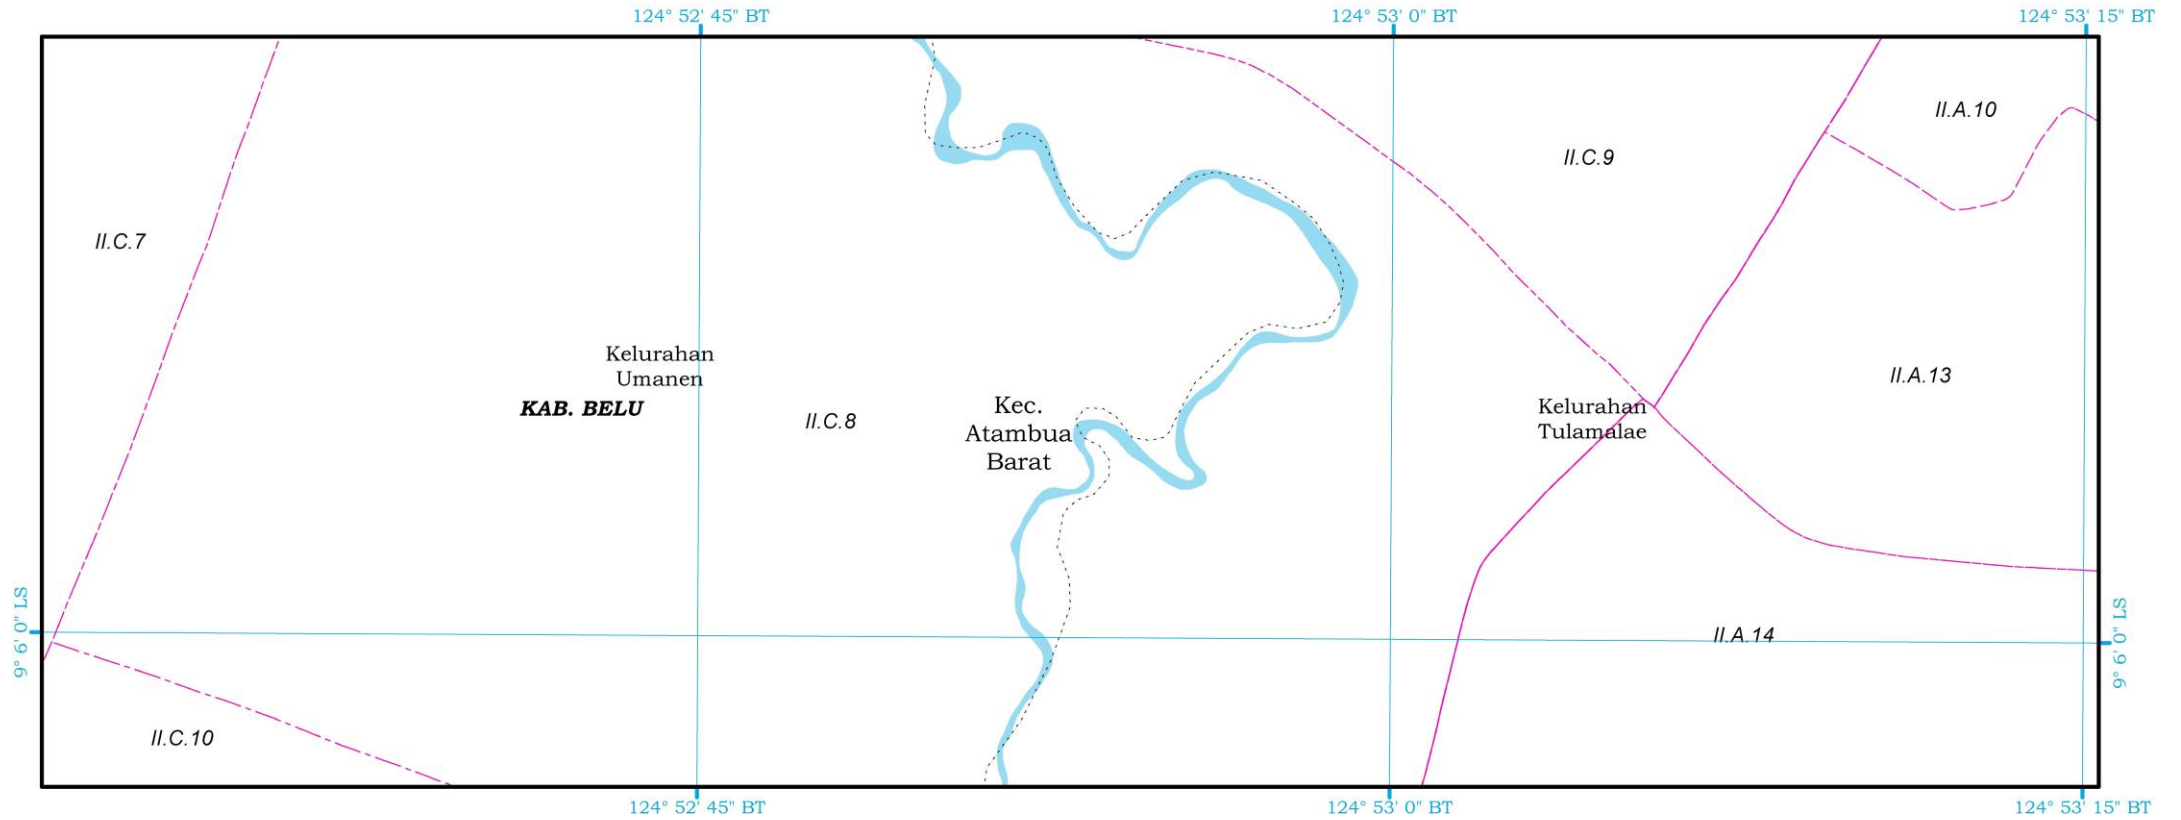 124° 52' 45" BT
124° 53' 0" BT
124° 53' 15" BT
II.A.10
II.C.9
II.C.7
Kelurahan
Umanen
KAB. BELU
II.C.8
Kec.
Atambua
Barat
II.A.13
Kelurahan
Tulamalae
9° 6' 0" LS
9° 6' 0" LS
II.A.14
II.C.10
124° 52' 45" BT
124° 53' 0" BT
124° 53' 15" BT